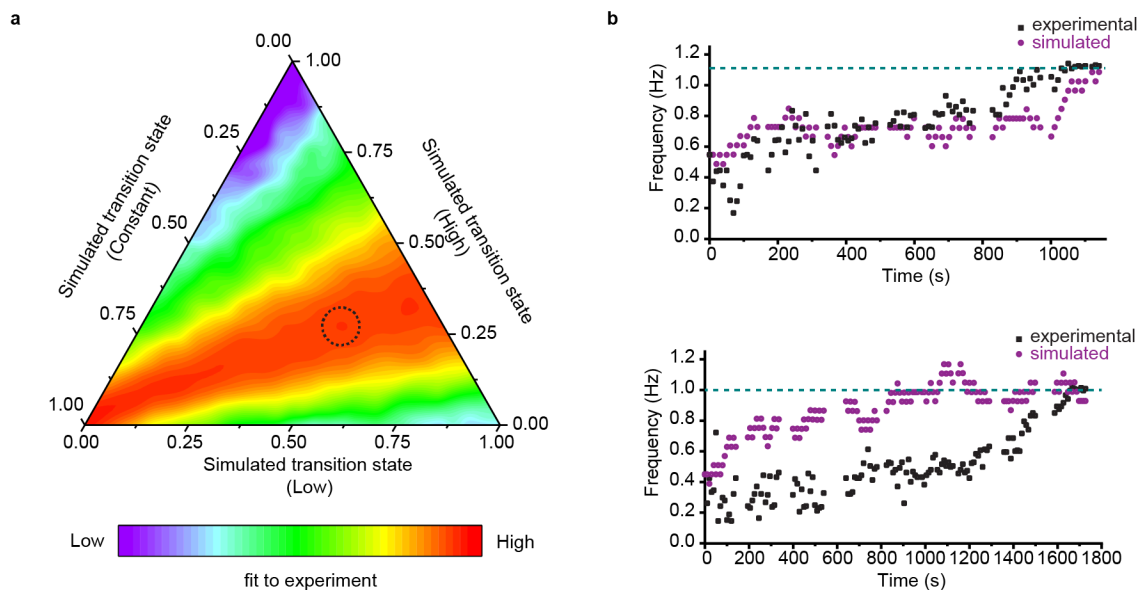 a
0.00
1.00
0.25
0.75
Simulated transition state
(Constant)
Simulated transition state
(High)
0.50
0.50
0.75
0.25
1.00
0.00
0.00
0.25
0.50
0.75
1.00
Simulated transition state
(Low)
Low
High
fit to experiment
b
experimental
simulated
1.2
1.0
0.8
0.6
0.4
0.2
0.0
Frequency (Hz)
0
200
400
600
800
1000
Time (s)
experimental
simulated
1.2
1.0
0.8
0.6
0.4
0.2
0.0
Frequency (Hz)
0
200
400
600
800
1000
1200
1400
1600
1800
Time (s)